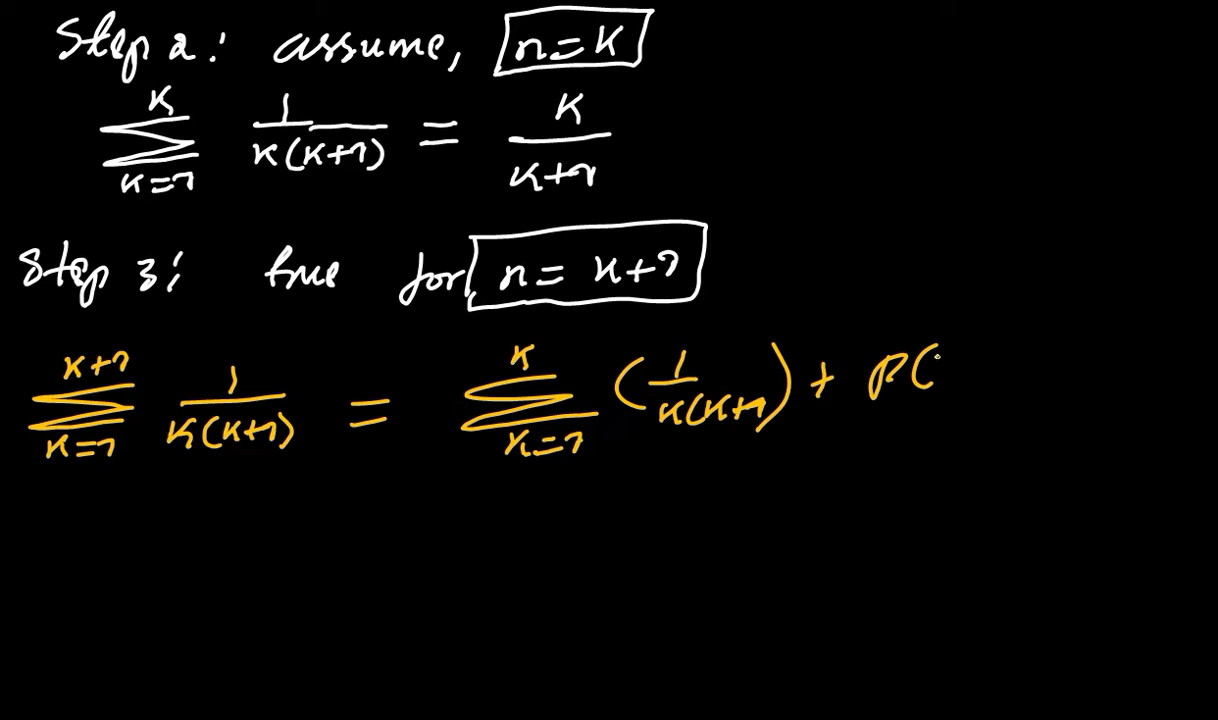 Step 2: assume, n=K
∑_{K=1}^{K} 1/(K(K+1)) = K/(K+1)
Step 3: true for n= K+1
∑_{K=1}^{K+1} 1/(K(K+1)) = ∑_{K=1}^{K} (1/(K(K+1))) + P(